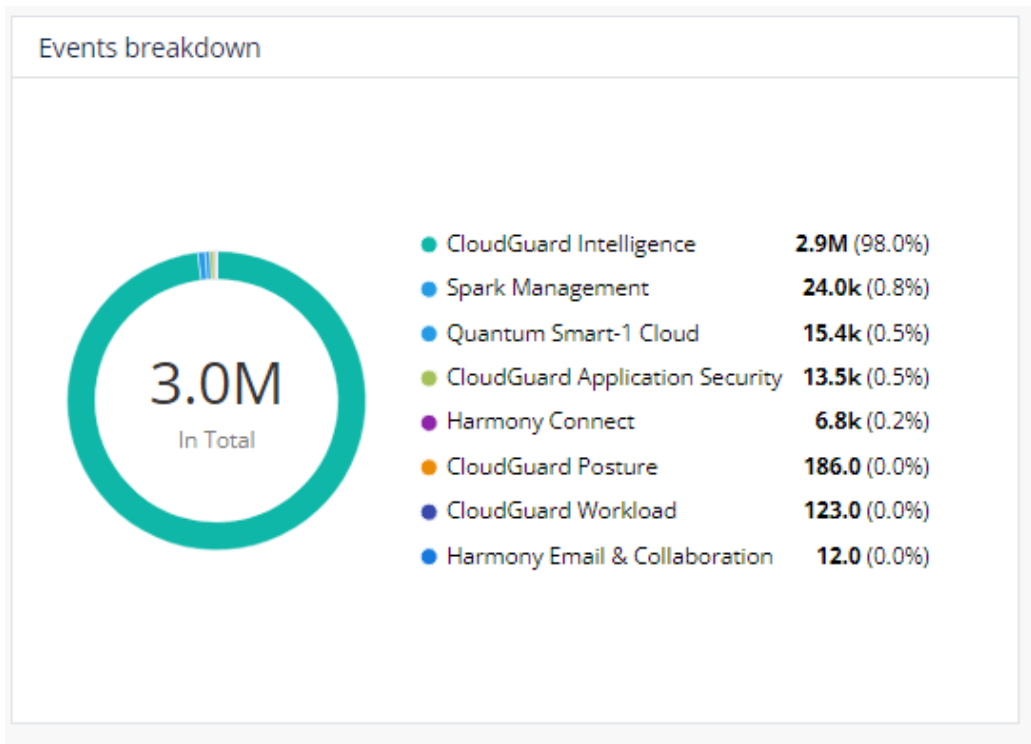 Events breakdown
3.0M
In Total
CloudGuard Intelligence 2.9M (98.0%)
Spark Management 24.0k (0.8%)
Quantum Smart-1 Cloud 15.4k (0.5%)
CloudGuard Application Security 13.5k (0.5%)
Harmony Connect 6.8k (0.2%)
CloudGuard Posture 186.0 (0.0%)
CloudGuard Workload 123.0 (0.0%)
Harmony Email & Collaboration 12.0 (0.0%)